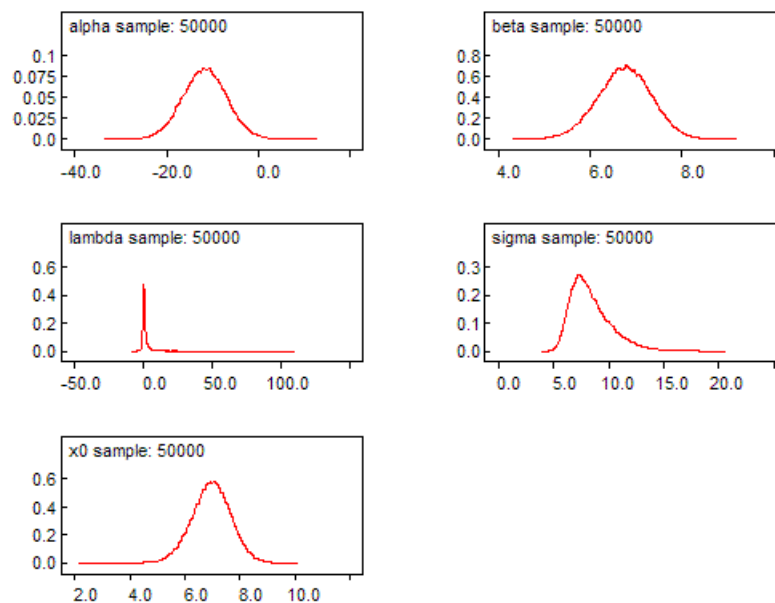 alpha sample: 50000
0.1
0.075
0.05
0.025
0.0
-40.0 -20.0 0.0
beta sample: 50000
0.8
0.6
0.4
0.2
0.0
4.0 6.0 8.0
lambda sample: 50000
0.6
0.4
0.2
0.0
-50.0 0.0 50.0 100.0
sigma sample: 50000
0.3
0.2
0.1
0.0
0.0 5.0 10.0 15.0 20.0
x0 sample: 50000
0.6
0.4
0.2
0.0
2.0 4.0 6.0 8.0 10.0